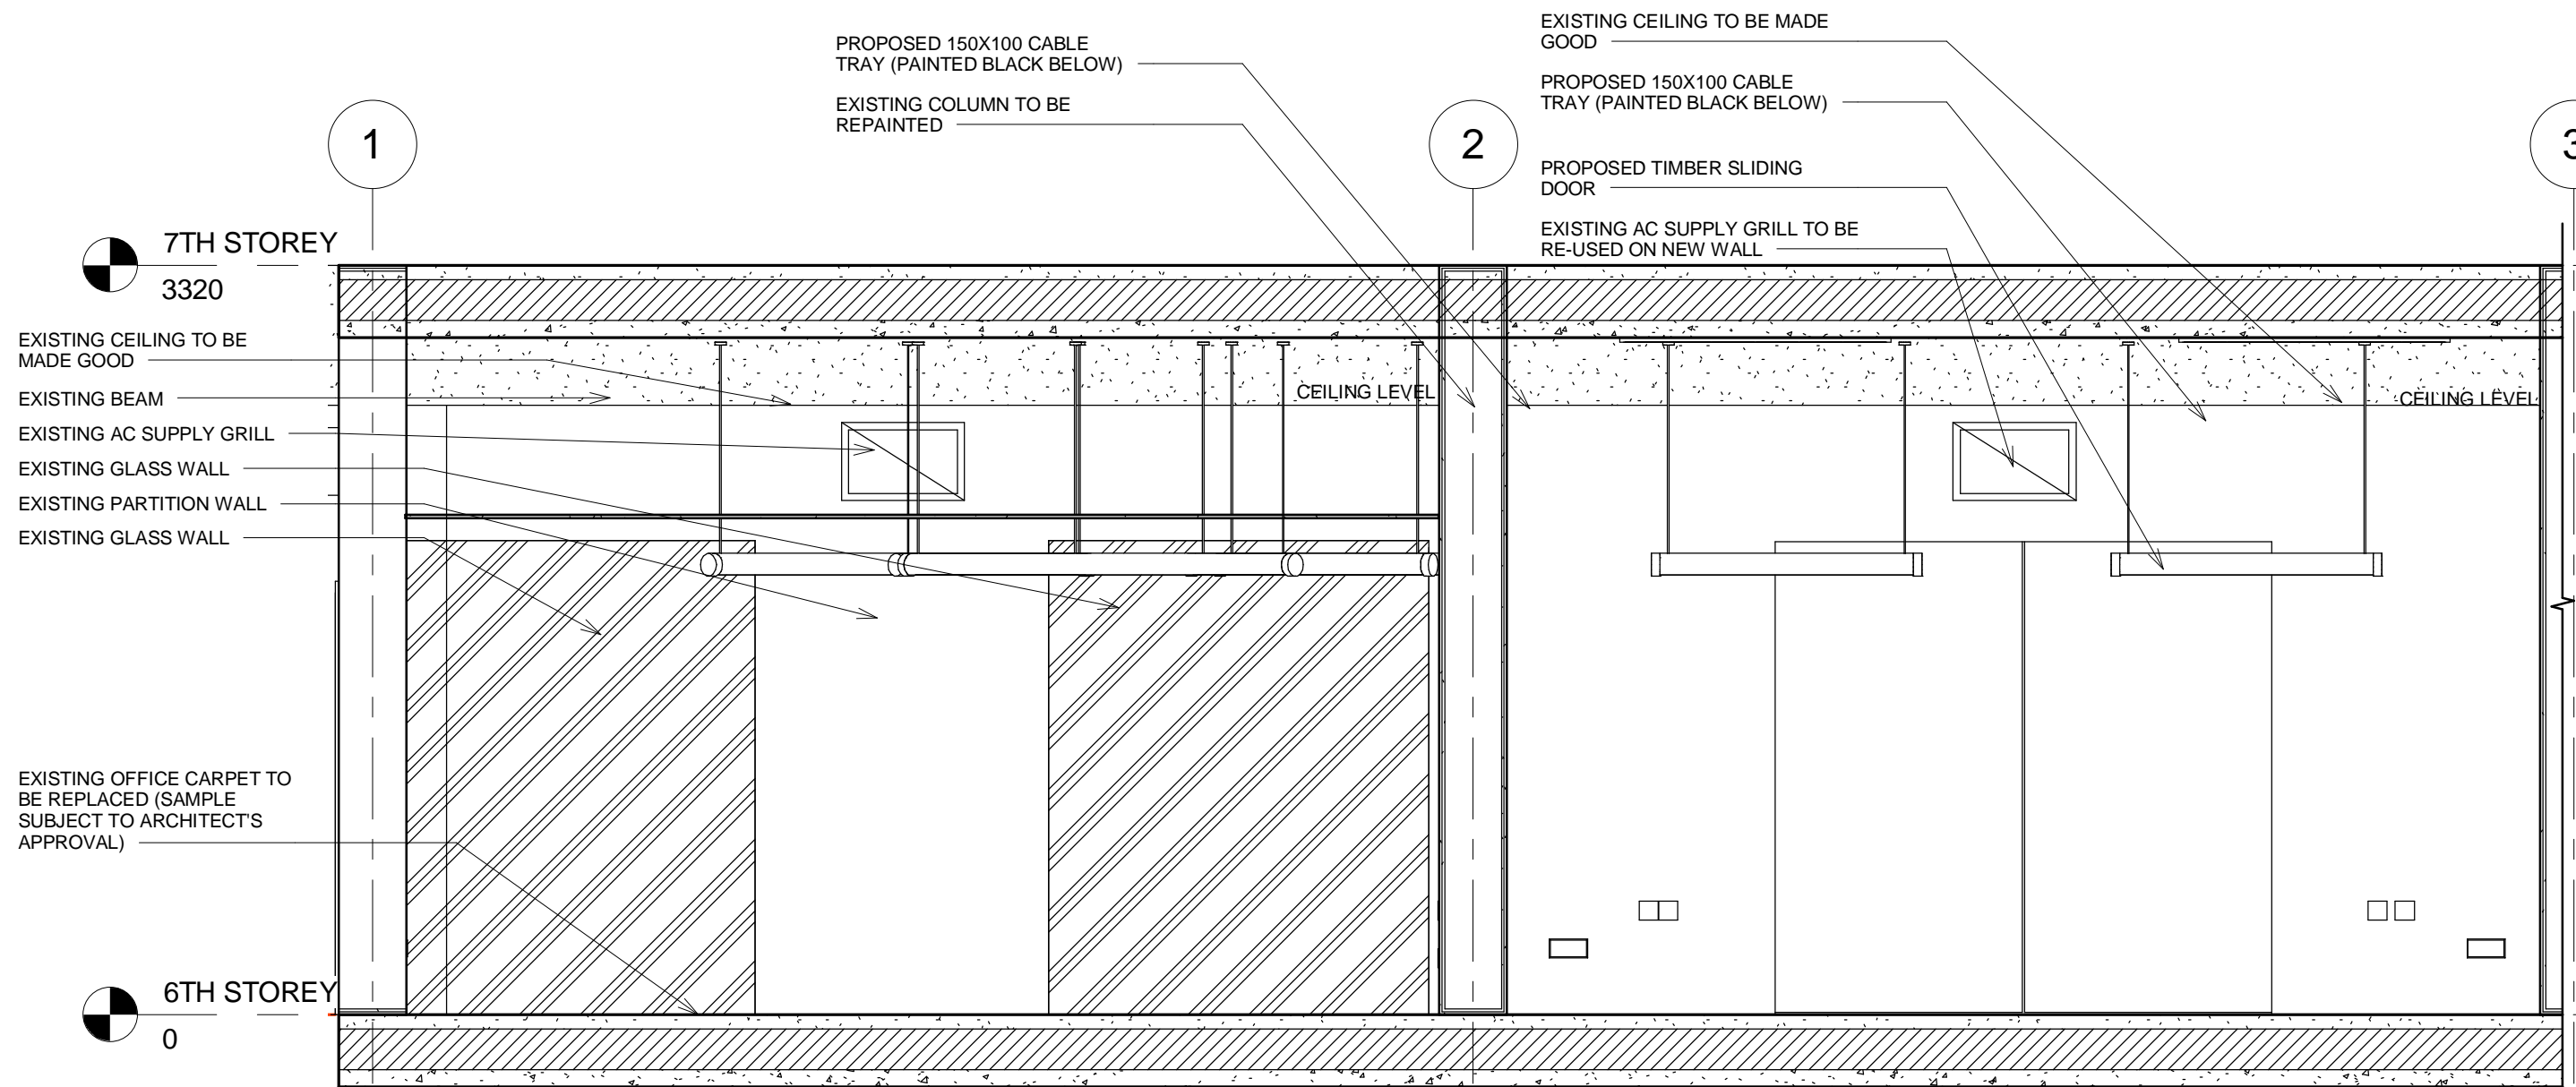 EXISTING CEILING TO BE MADE
GOOD
PROPOSED 150X100 CABLE
TRAY (PAINTED BLACK BELOW)
PROPOSED 150X100 CABLE
TRAY (PAINTED BLACK BELOW)
EXISTING COLUMN TO BE
REPAINTED
1
2
3
PROPOSED TIMBER SLIDING
DOOR
EXISTING AC SUPPLY GRILL TO BE
RE-USED ON NEW WALL
7TH STOREY
3320
EXISTING CEILING TO BE
MADE GOOD
EXISTING BEAM
CEILING LEVEL
CEILING LEVEL
EXISTING AC SUPPLY GRILL
EXISTING GLASS WALL
EXISTING PARTITION WALL
EXISTING GLASS WALL
EXISTING OFFICE CARPET TO
BE REPLACED (SAMPLE
SUBJECT TO ARCHITECT'S
APPROVAL)
6TH STOREY
0